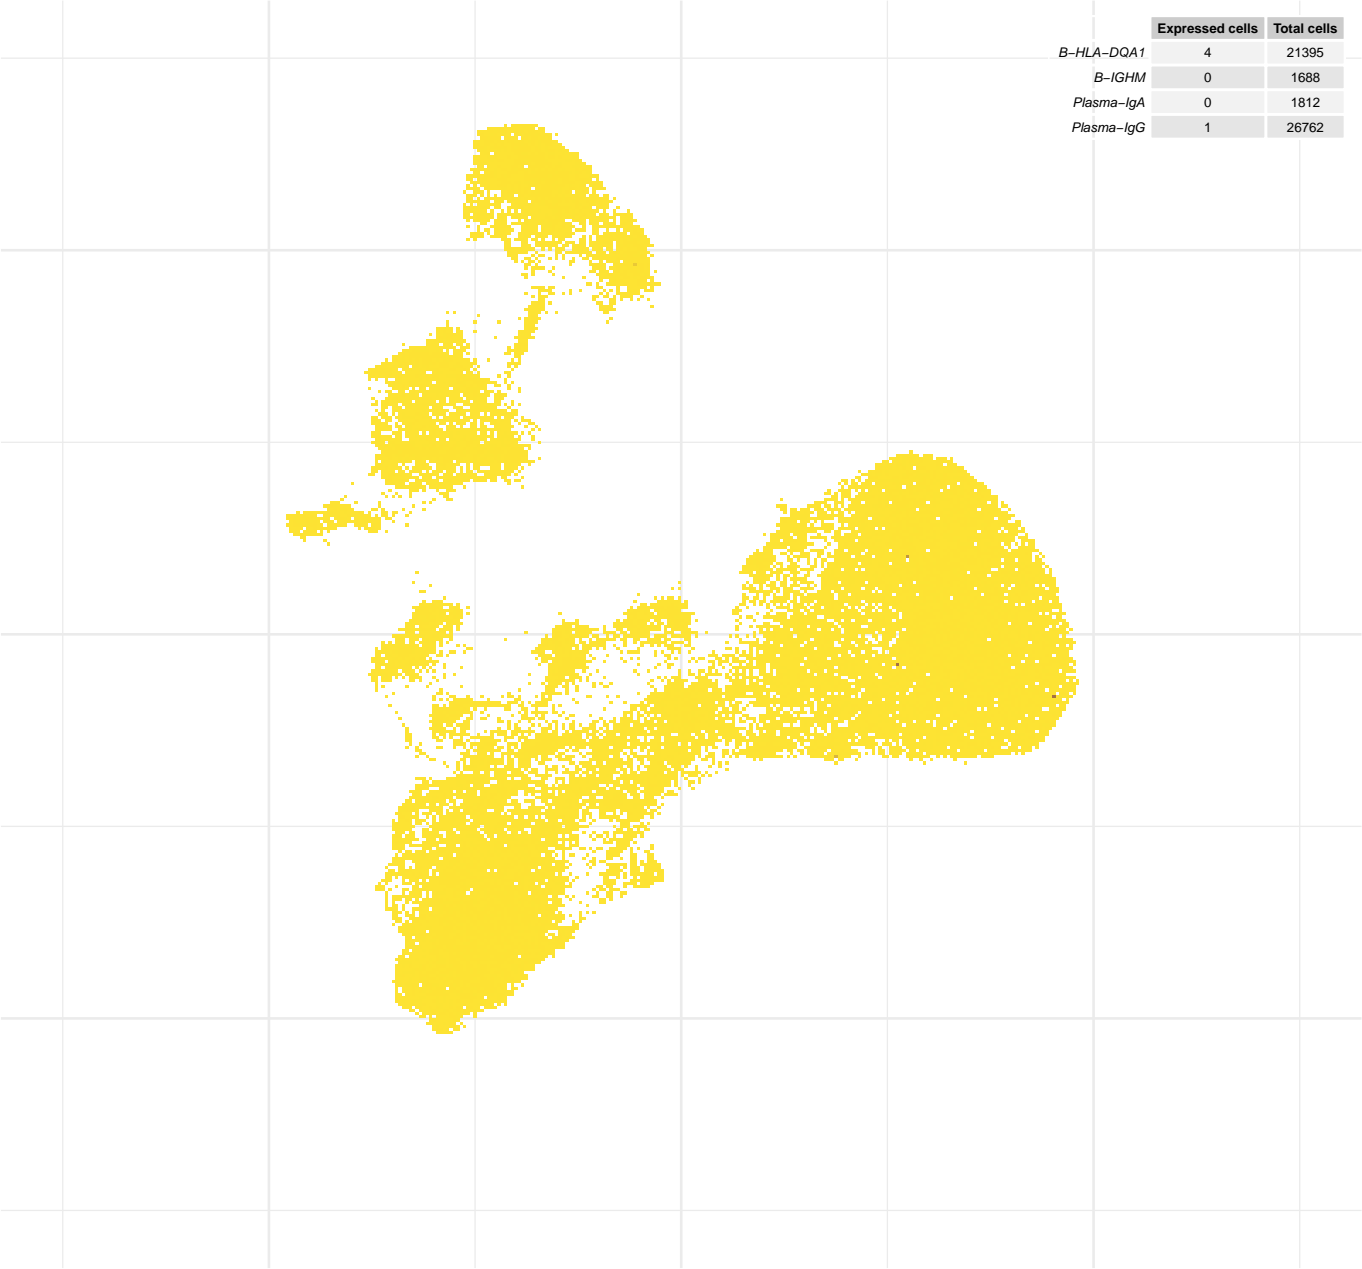 Expressed cells Total cells
B−HLA−DQA1 4 21395
B−IGHM 0 1688
Plasma−IgA 0 1812
Plasma−IgG 1 26762